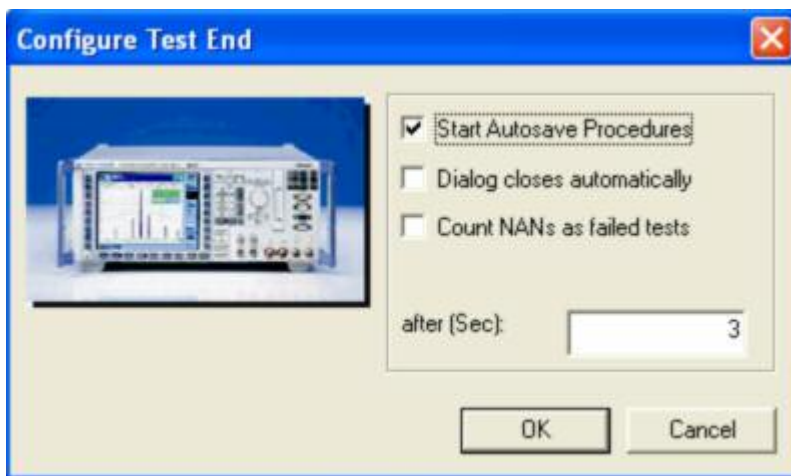 Configure Test End
Start Autosave Procedures
Dialog closes automatically
Count NANs as failed tests
after (Sec):
3
OK
Cancel